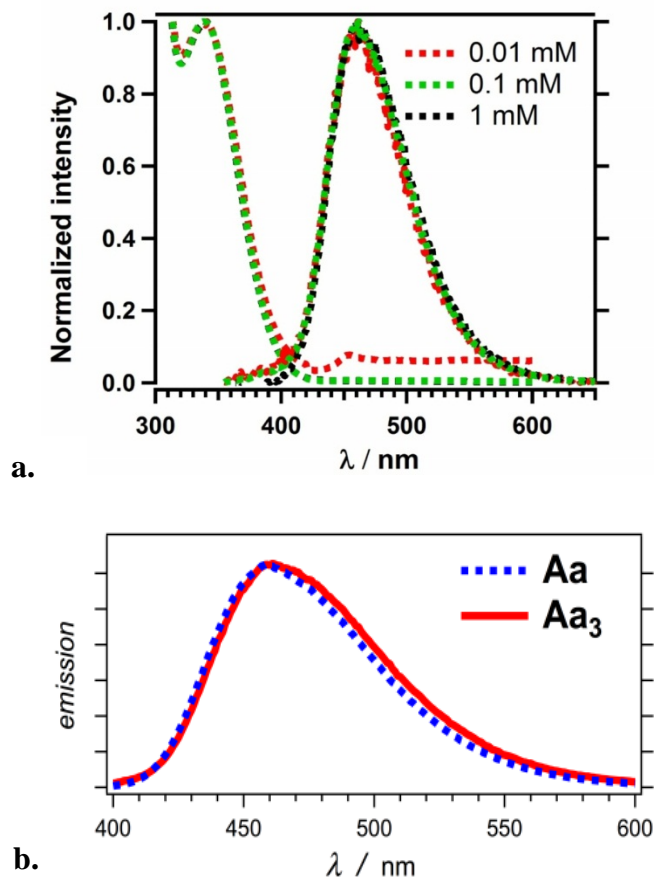 1.0
0.8
0.6
0.4
0.2
0.0
Normalized intensity
0.01 mM
0.1 mM
1 mM
300 400 500 600
λ / nm
a.
emission
Aa
Aa3
400 450 500 550 600
λ / nm
b.